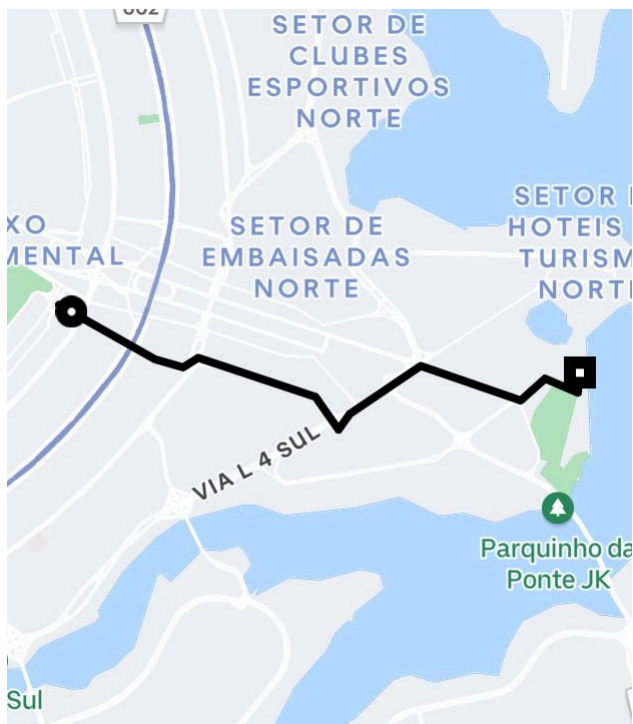 SETOR DE
CLUBES
ESPORTIVOS
NORTE
SETOR DE
EMBAISADAS
NORTE
SETOR
HOTEIS
TURISM
NORT
XO
MENTAL
VIA L 4 SUL
Parquinho da
Ponte JK
Sul